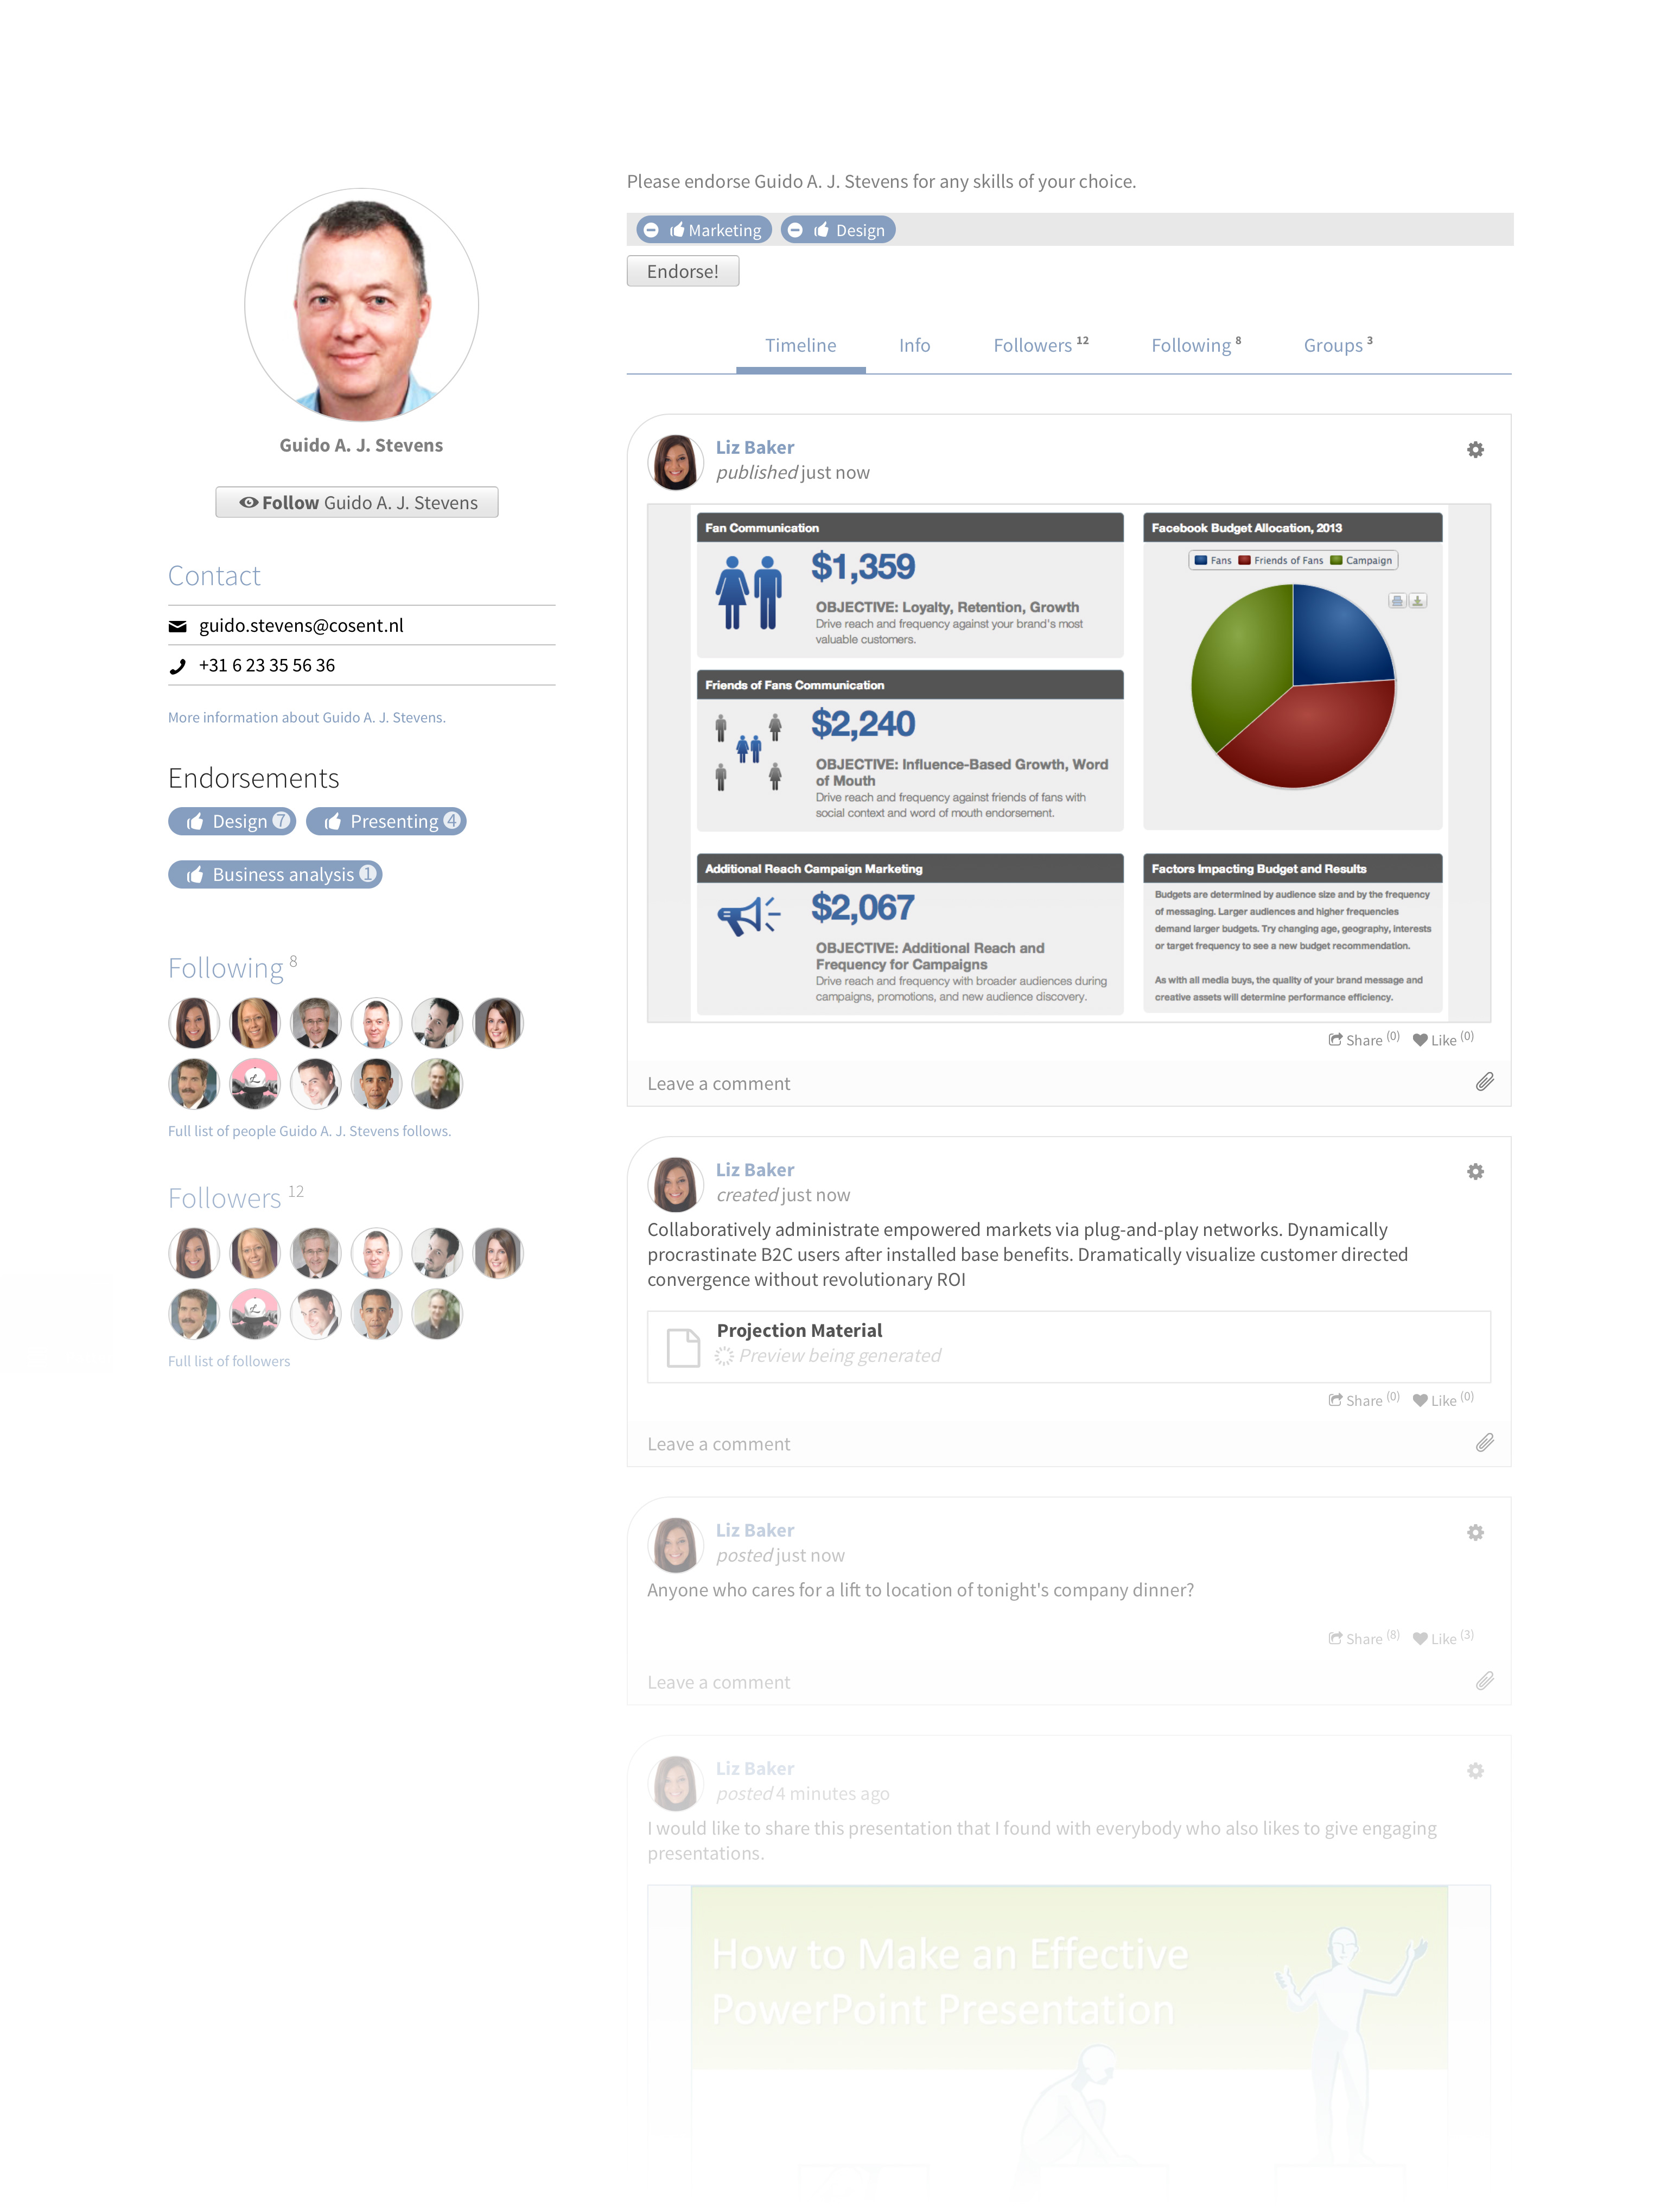 Guido A. J. Stevens
Follow Guido A. J. Stevens
Contact
guido.stevens@cosent.nl
+31 6 23 35 56 36
More information about Guido A. J. Stevens.
Endorsements
Design 7 Presenting 4
Business analysis 1
Following 8
Full list of people Guido A. J. Stevens follows.
Followers 12
Full list of followers
Please endorse Guido A. J. Stevens for any skills of your choice.
Marketing Design
Endorse!
Timeline Info Followers 12 Following 8 Groups 3
Liz Baker
published just now
Fan Communication
$1,359
OBJECTIVE: Loyalty, Retention, Growth
Drive reach and frequency against your brand's most
valuable customers.
Friends of Fans Communication
$2,240
OBJECTIVE: Influence-Based Growth, Word
of Mouth
Drive reach and frequency against friends of fans with
social context and word of mouth endorsement.
Additional Reach Campaign Marketing
$2,067
OBJECTIVE: Additional Reach and
Frequency for Campaigns
Drive reach and frequency with broader audiences during
campaigns, promotions, and new audience discovery.
Facebook Budget Allocation, 2013
Fans Friends of Fans Campaign
Factors Impacting Budget and Results
Budgets are determined by audience size and by the frequency
of messaging. Larger audiences and higher frequencies
demand larger budgets. Try changing age, geography, interests
or target frequency to see a new budget recommendation.
As with all media buys, the quality of your brand message and
creative assets will determine performance efficiency.
Share (0) Like (0)
Leave a comment
Liz Baker
created just now
Collaboratively administrate empowered markets via plug-and-play networks. Dynamically
procrastinate B2C users after installed base benefits. Dramatically visualize customer directed
convergence without revolutionary ROI
Projection Material
Preview being generated
Share (0) Like (0)
Leave a comment
Liz Baker
posted just now
Anyone who cares for a lift to location of tonight's company dinner?
Share (8) Like (3)
Leave a comment
Liz Baker
posted 4 minutes ago
I would like to share this presentation that I found with everybody who also likes to give engaging
presentations.
How to Make an Effective
PowerPoint Presentation